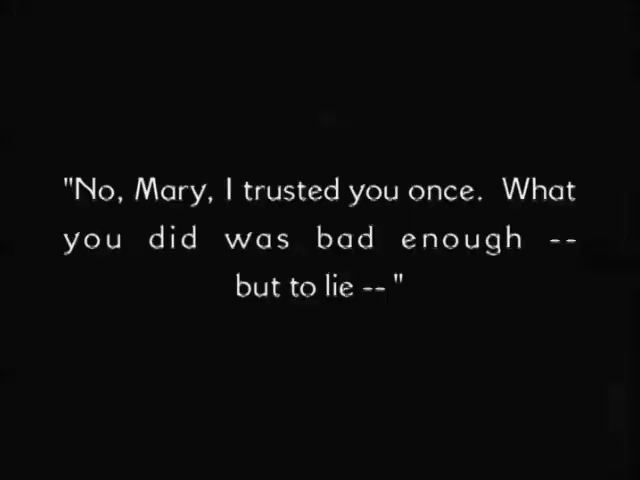 "No, Mary, I trusted you once.  What
you did was bad enough --
but to lie -- "